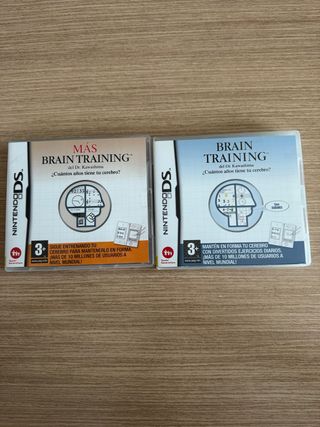 NINTENDO DS
MÁS
BRAIN TRAINING
del Dr. Kawashima
¿Cuántos años tiene tu cerebro?
3+
SIGUE ENTRENANDO TU
CEREBRO PARA MANTENERLO EN FORMA
¡MÁS DE 10 MILLONES DE USUARIOS A
NIVEL MUNDIAL!
NINTENDO DS
BRAIN
TRAINING
del Dr. Kawashima
¿Cuántos años tiene tu cerebro?
3+
MANTÉN EN FORMA TU CEREBRO
CON DIVERTIDOS EJERCICIOS DIARIOS.
¡MÁS DE 10 MILLONES DE USUARIOS A
NIVEL MUNDIAL!